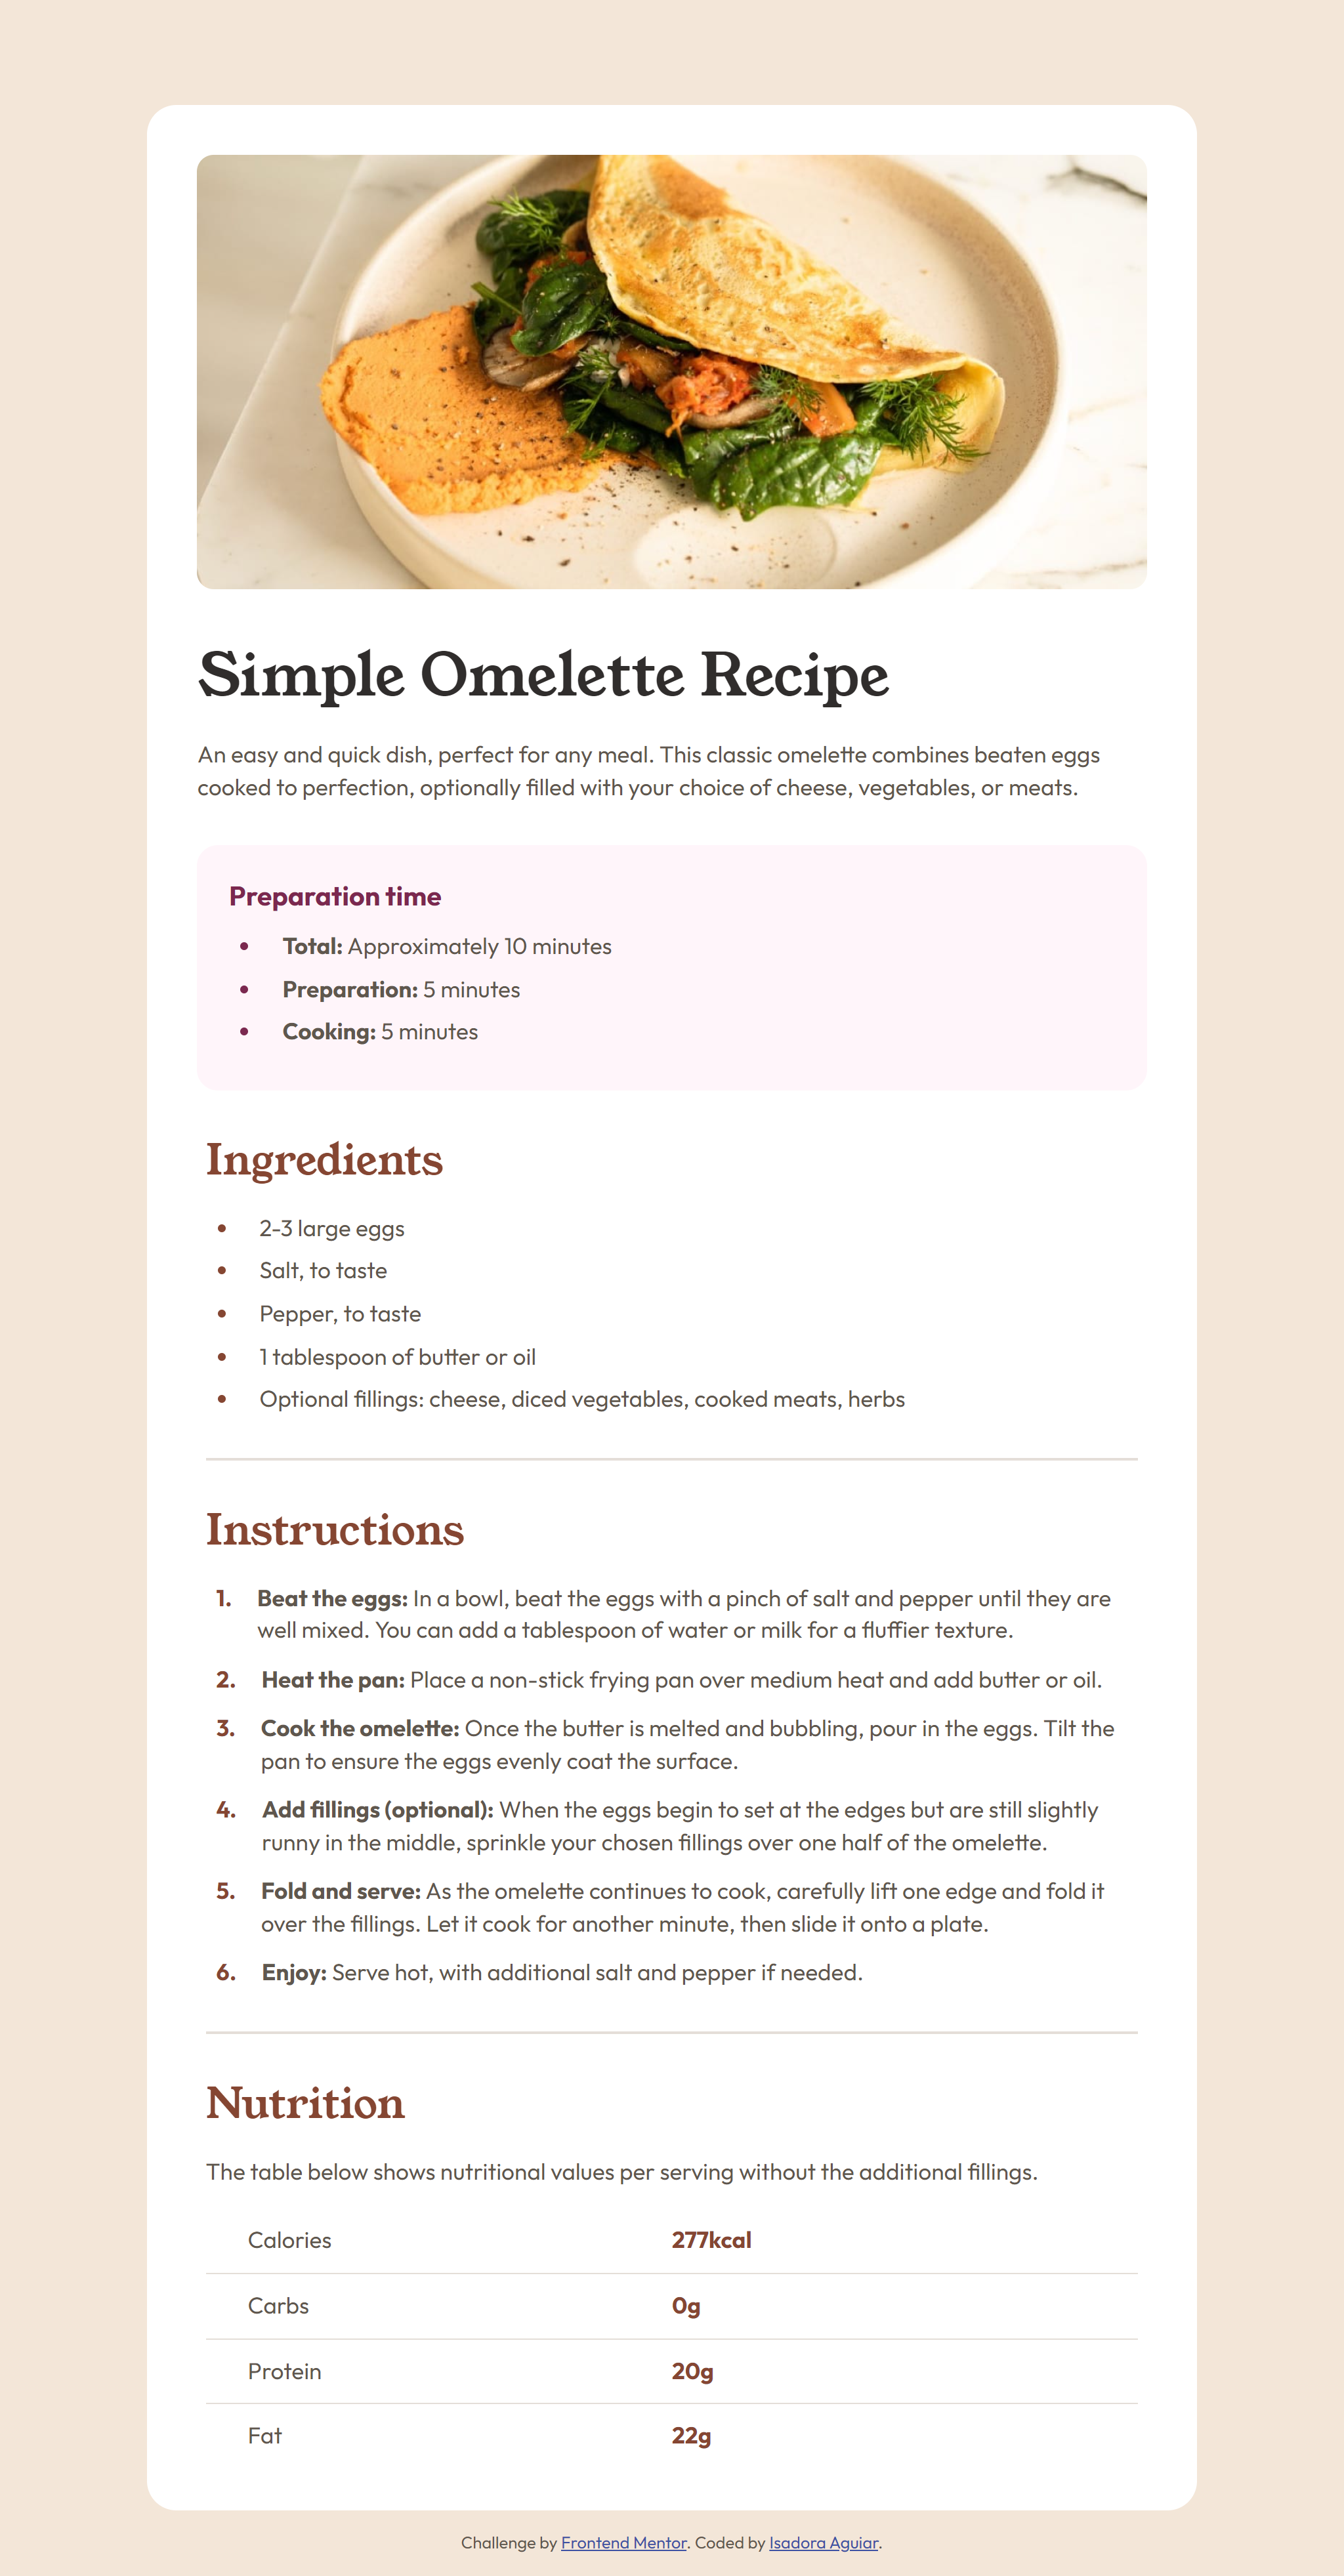 Simple Omelette Recipe
An easy and quick dish, perfect for any meal. This classic omelette combines beaten eggs
cooked to perfection, optionally filled with your choice of cheese, vegetables, or meats.
Preparation time
• Total: Approximately 10 minutes
• Preparation: 5 minutes
• Cooking: 5 minutes
Ingredients
• 2-3 large eggs
• Salt, to taste
• Pepper, to taste
• 1 tablespoon of butter or oil
• Optional fillings: cheese, diced vegetables, cooked meats, herbs
Instructions
1. Beat the eggs: In a bowl, beat the eggs with a pinch of salt and pepper until they are
well mixed. You can add a tablespoon of water or milk for a fluffier texture.
2. Heat the pan: Place a non-stick frying pan over medium heat and add butter or oil.
3. Cook the omelette: Once the butter is melted and bubbling, pour in the eggs. Tilt the
pan to ensure the eggs evenly coat the surface.
4. Add fillings (optional): When the eggs begin to set at the edges but are still slightly
runny in the middle, sprinkle your chosen fillings over one half of the omelette.
5. Fold and serve: As the omelette continues to cook, carefully lift one edge and fold it
over the fillings. Let it cook for another minute, then slide it onto a plate.
6. Enjoy: Serve hot, with additional salt and pepper if needed.
Nutrition
The table below shows nutritional values per serving without the additional fillings.
Calories 277kcal
Carbs 0g
Protein 20g
Fat 22g
Challenge by Frontend Mentor. Coded by Isadora Aguiar.